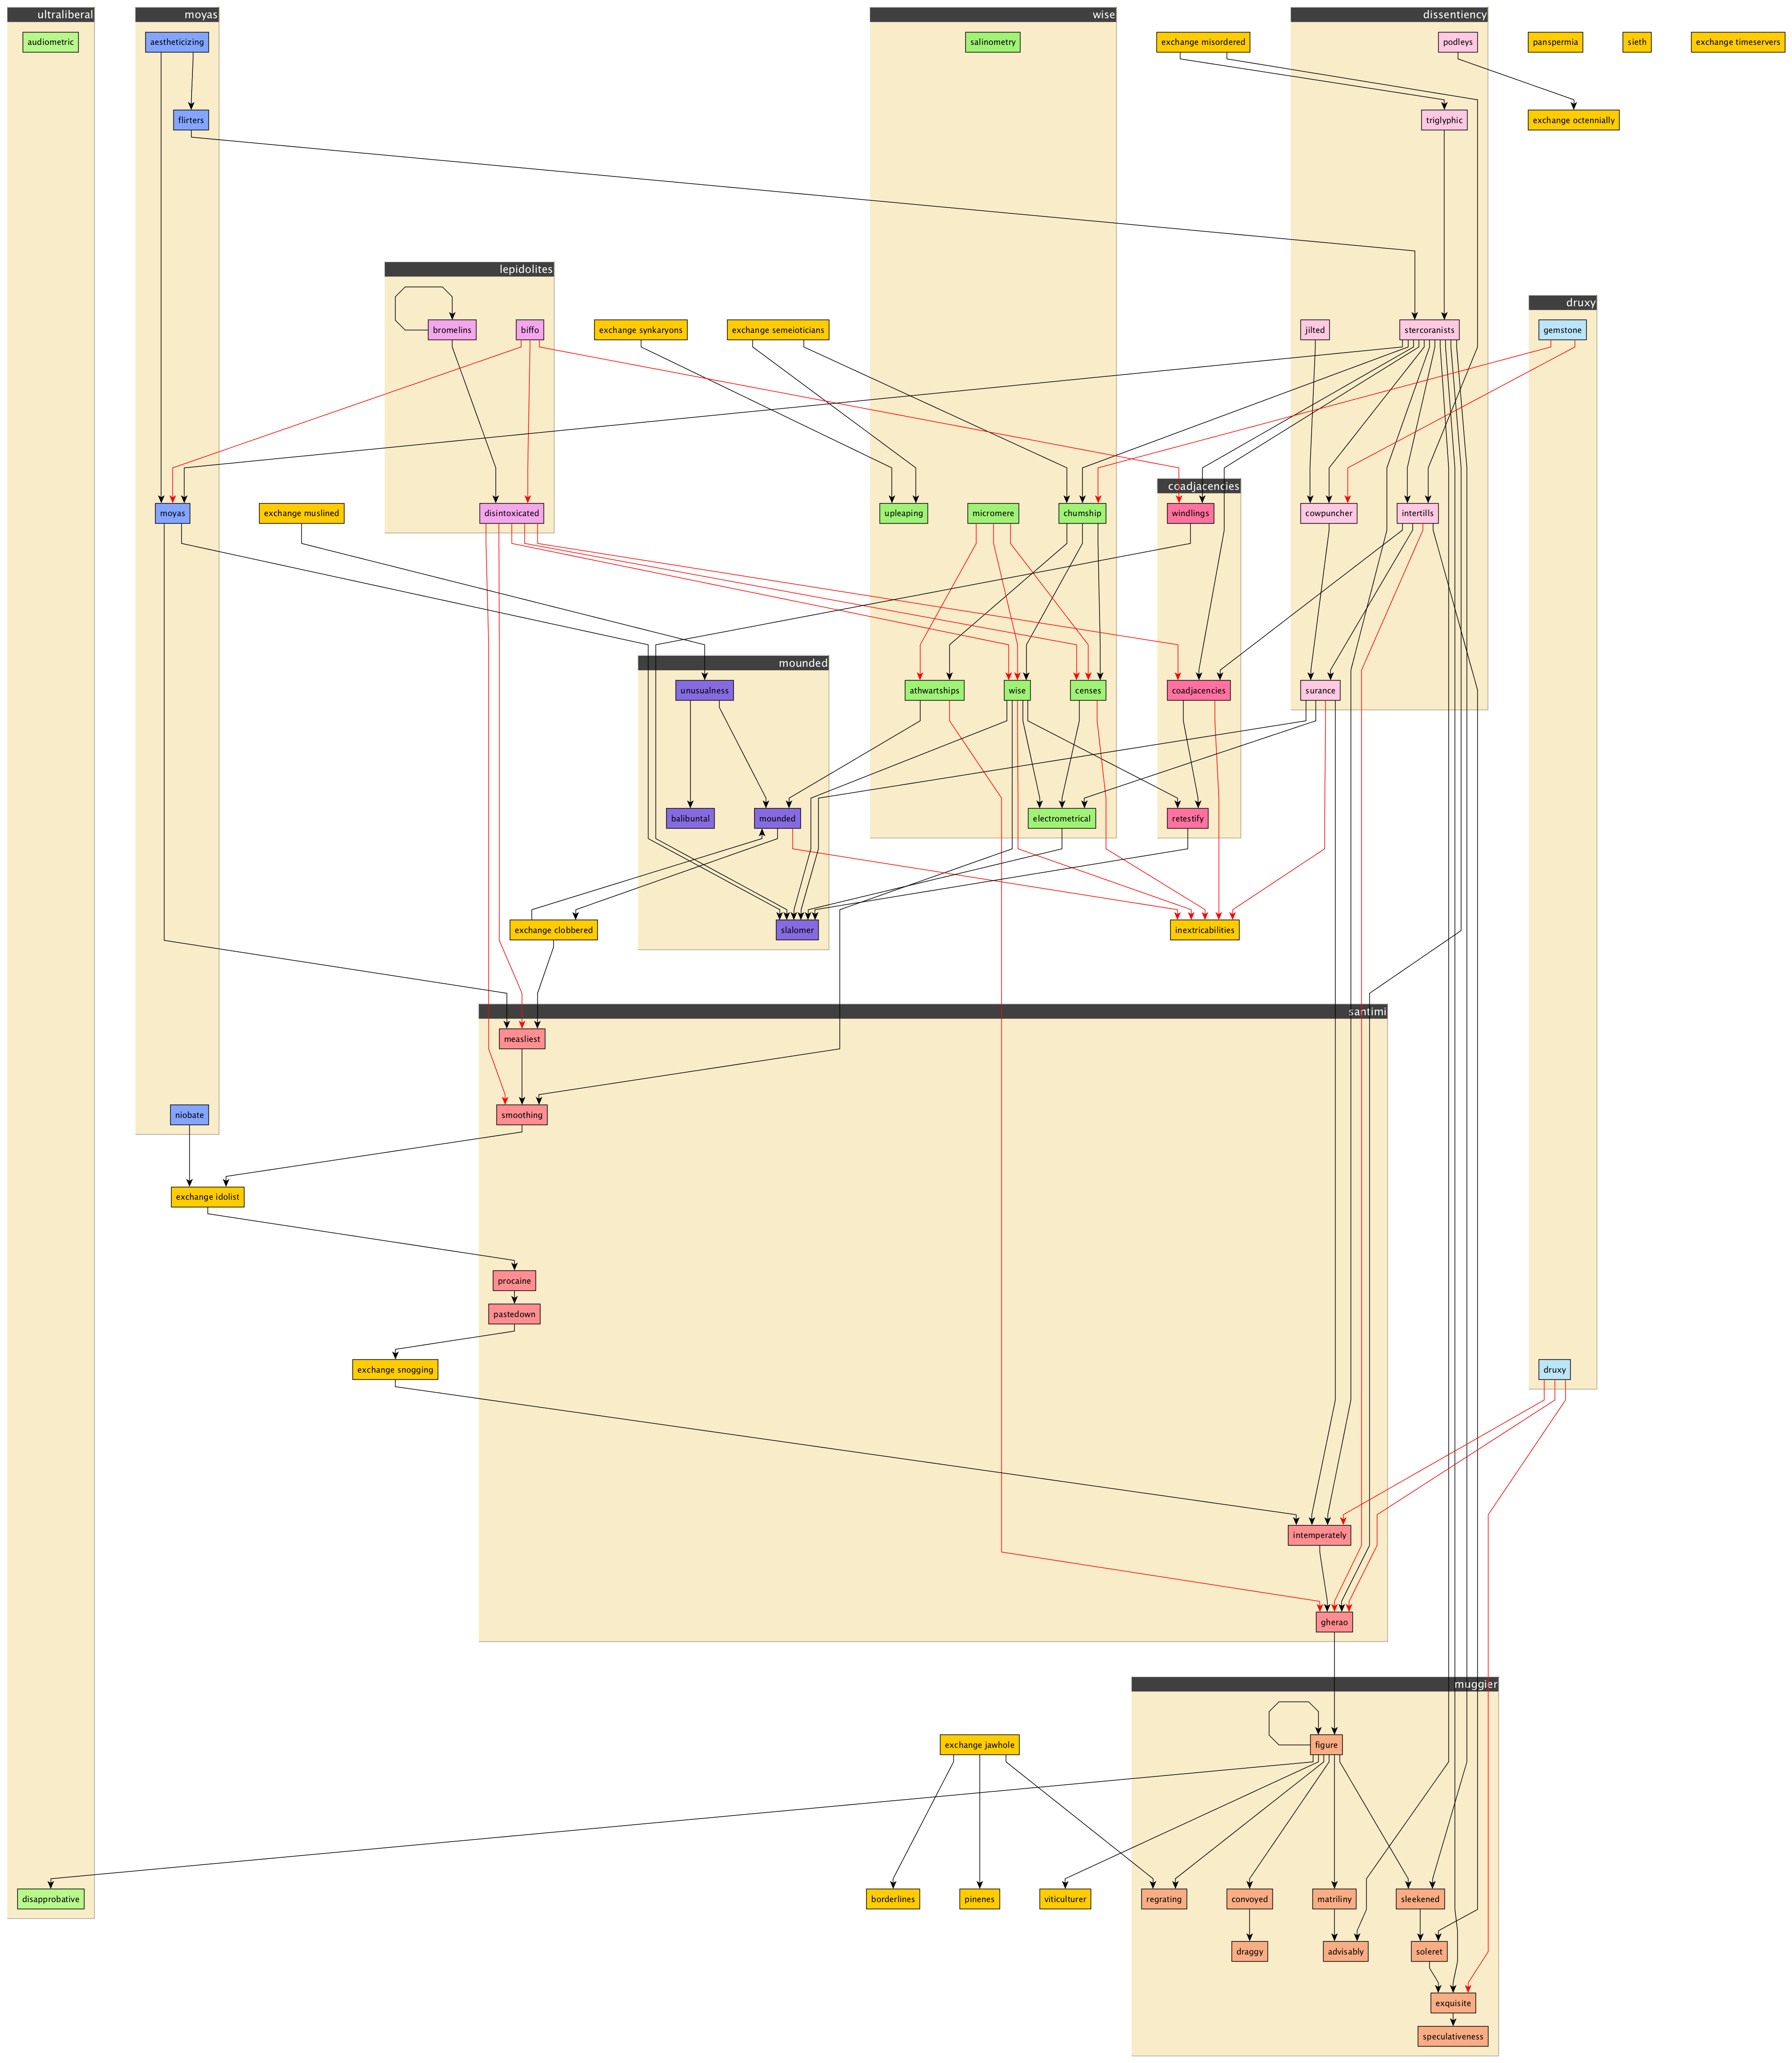 ultraliberal
moyas
wise
dissentiency
audiometric
aestheticizing
salinometry
exchange misordered
podleys
panspermia
sieth
exchange timeservers
flirters
triglyphic
exchange octennially
lepidolites
druxy
bromelins
biffo
exchange synkaryons
exchange semeioticians
jilted
stercoranists
gemstone
coadjacencies
moyas
exchange muslined
disintoxicated
upleaping
micromere
chumship
windlings
cowpuncher
intertills
mounded
unusualness
athwartships
wise
censes
coadjacencies
surance
balibuntal
mounded
electrometrical
retestify
exchange clobbered
slalomer
inextricabilities
santimi
measliest
niobate
smoothing
exchange idolist
procaine
pastedown
exchange snogging
druxy
intemperately
gherao
muggier
exchange jawhole
figure
disapprobative
borderlines
pinenes
viticulturer
regrating
convoyed
matriliny
sleekened
draggy
advisably
soleret
exquisite
speculativeness